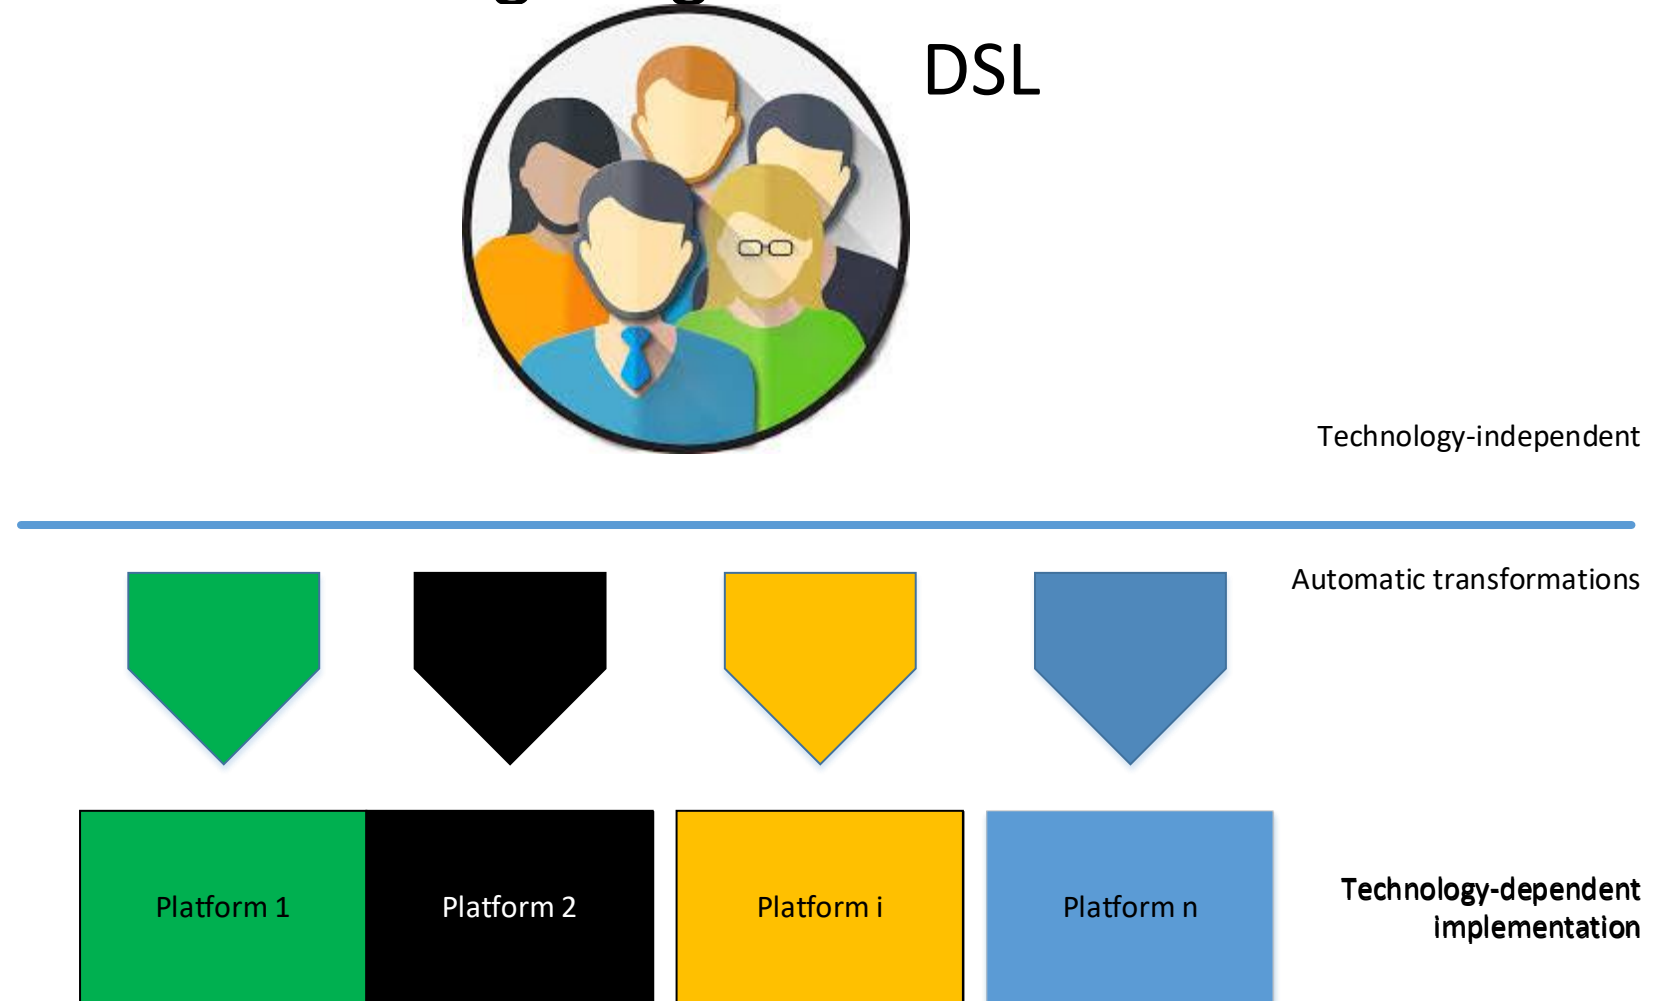 DSL
Technology-independent
Automatic transformations
Platform 1
Platform 2
Platform i
Platform n
Technology-dependent
implementation